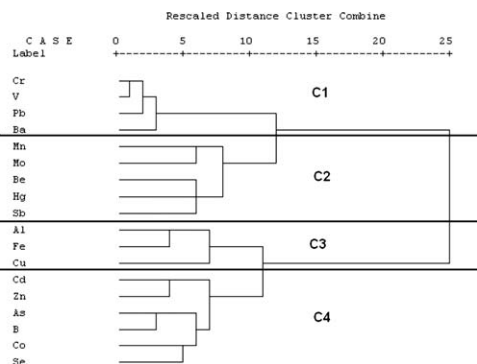 Rescaled Distance Cluster Combine
C A S E 0 5 10 15 20 25
Label +---------+---------+---------+---------+---------+
Cr
V C1
Pb
Ba
Mn
Mo
Be C2
Hg
Sb
Al
Fe C3
Cu
Cd
Zn
As
B C4
Co
Se